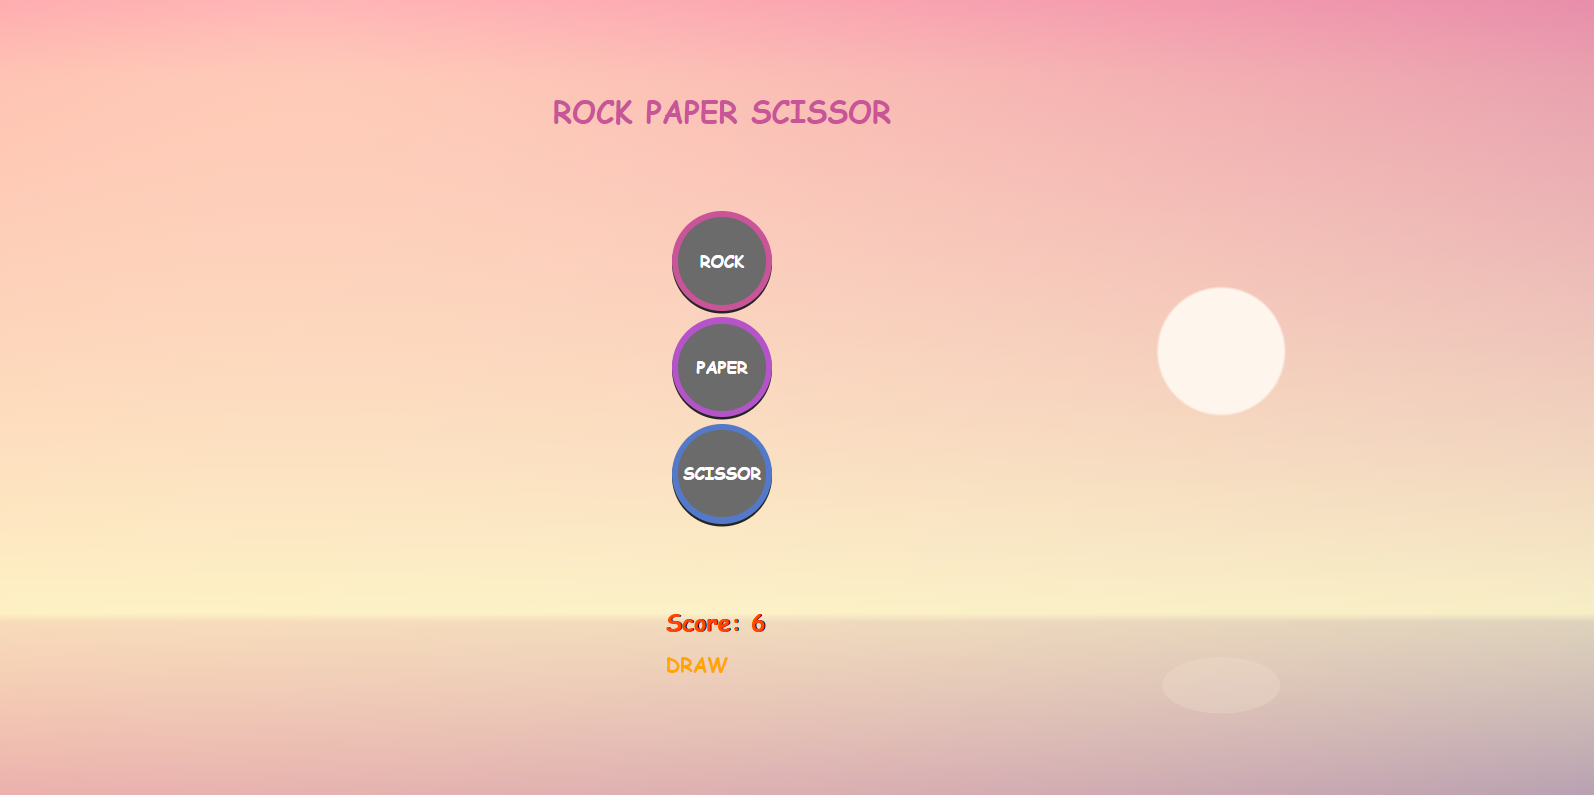 ROCK PAPER SCISSOR
ROCK
PAPER
SCISSOR
Score: 6
DRAW